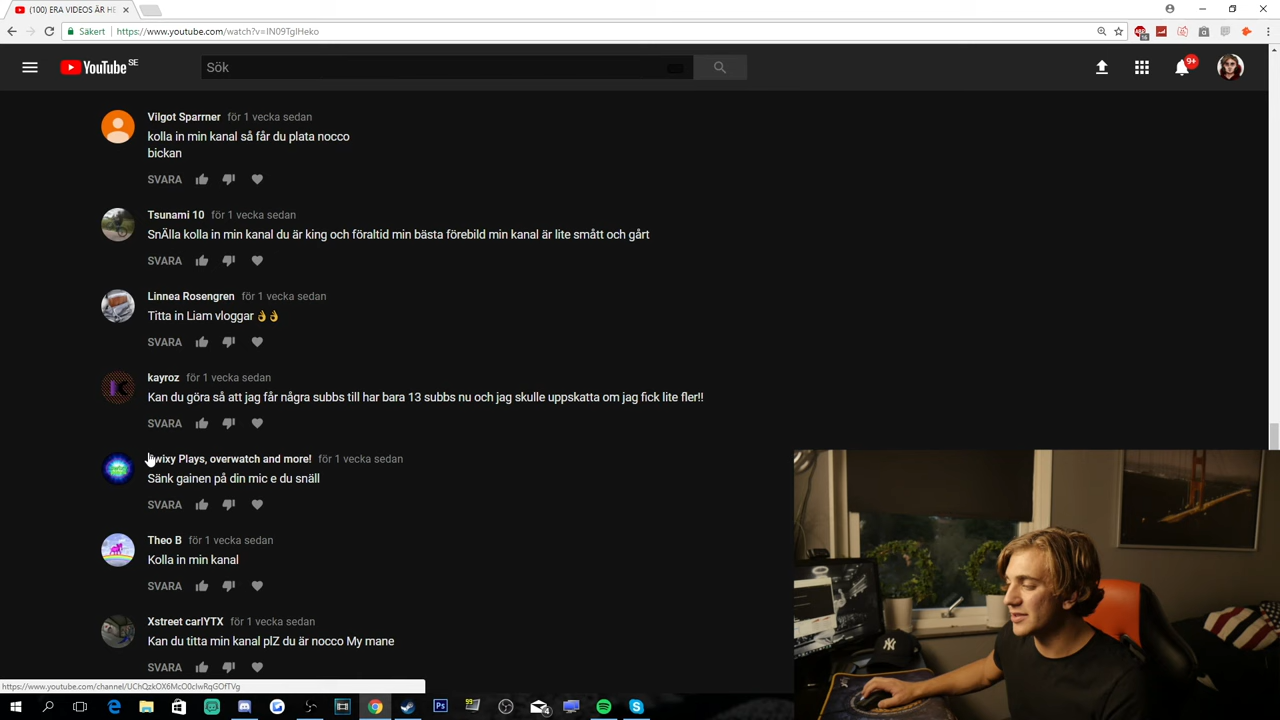 (100) ERA VIDEOS ÄR HE
Säkert
https://www.youtube.com/watch?v=IN09TglHeko
YouTube SE
Sök
9+
Vilgot Sparrner för 1 vecka sedan
kolla in min kanal så får du plata nocco
bickan
SVARA
Tsunami 10 för 1 vecka sedan
SnÄlla kolla in min kanal du är king och föraltid min bästa förebild min kanal är lite smått och gårt
SVARA
Linnea Rosengren för 1 vecka sedan
Titta in Liam vloggar 👌👌
SVARA
kayroz för 1 vecka sedan
Kan du göra så att jag får några subbs till har bara 13 subbs nu och jag skulle uppskatta om jag fick lite fler!!
SVARA
Plays, overwatch and more! för 1 vecka sedan
Sänk gainen på din mic e du snäll
SVARA
Theo B för 1 vecka sedan
Kolla in min kanal
SVARA
Xstreet carlYTX för 1 vecka sedan
Kan du titta min kanal plZ du är nocco My mane
SVARA